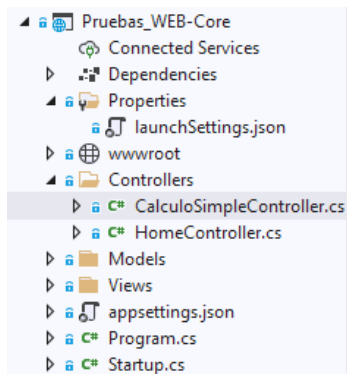 Pruebas_WEB-Core
Connected Services
Dependencies
Properties
launchSettings.json
wwwroot
Controllers
C# CalculoSimpleController.cs
C# HomeController.cs
Models
Views
appsettings.json
C# Program.cs
C# Startup.cs